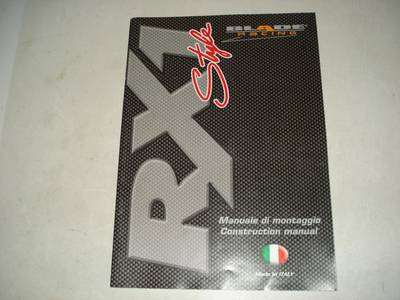 BLADE
RACING
RX1
Style
Manuale di montaggio
Construction manual
Made in ITALY